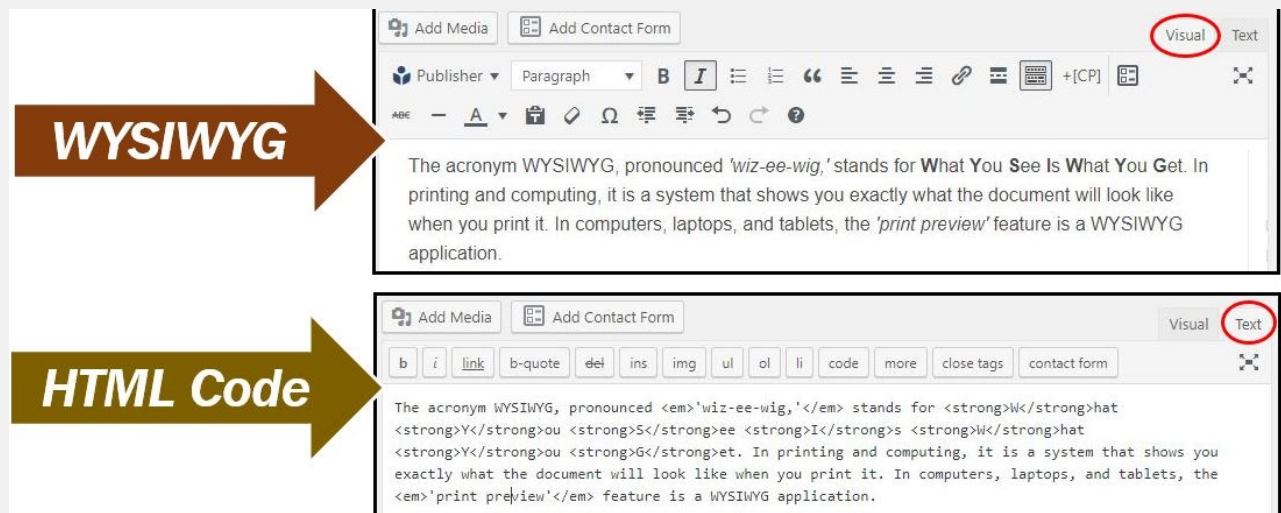 Add Media Add Contact Form
Visual Text
Publisher Paragraph B I +[CP]
ABC A Ω
WYSIWYG
The acronym WYSIWYG, pronounced 'wiz-ee-wig,' stands for What You See Is What You Get. In
printing and computing, it is a system that shows you exactly what the document will look like
when you print it. In computers, laptops, and tablets, the 'print preview' feature is a WYSIWYG
application.
Add Media Add Contact Form
Visual Text
b i link b-quote del ins img ul ol li code more close tags contact form
HTML Code
The acronym WYSIWYG, pronounced <em>'wiz-ee-wig,'</em> stands for <strong>W</strong>hat
<strong>Y</strong>ou <strong>S</strong>ee <strong>I</strong>s <strong>W</strong>hat
<strong>Y</strong>ou <strong>G</strong>et. In printing and computing, it is a system that shows you
exactly what the document will look like when you print it. In computers, laptops, and tablets, the
<em>'print preview'</em> feature is a WYSIWYG application.